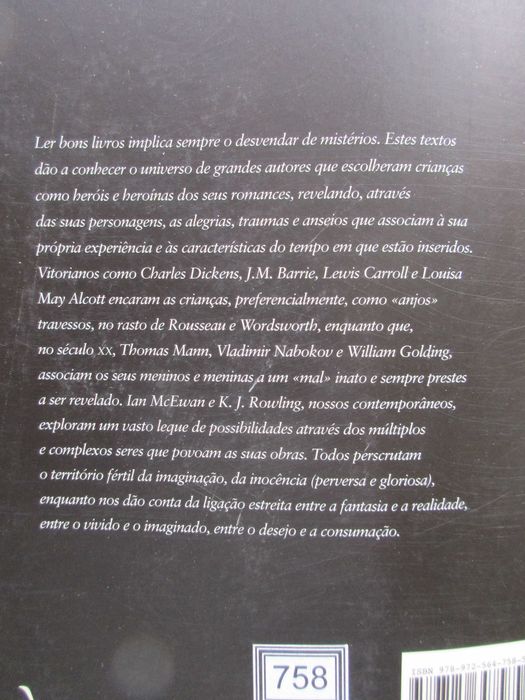 Ler bons livros implica sempre o desvendar de mistérios. Estes textos
dão a conhecer o universo de grandes autores que escolheram crianças
como heróis e heroínas dos seus romances, revelando, através
das suas personagens, as alegrias, traumas e anseios que associam à sua
própria experiência e às características do tempo em que estão inseridos.
Vitorianos como Charles Dickens, J.M. Barrie, Lewis Carroll e Louisa
May Alcott encaram as crianças, preferencialmente, como «anjos»
travessos, no rasto de Rousseau e Wordsworth, enquanto que,
no século XX, Thomas Mann, Vladimir Nabokov e William Golding,
associam os seus meninos e meninas a um «mal» inato e sempre prestes
a ser revelado. Ian McEwan e K. J. Rowling, nossos contemporâneos,
exploram um vasto leque de possibilidades através dos múltiplos
e complexos seres que povoam as suas obras. Todos perscrutam
o território fértil da imaginação, da inocência (perversa e gloriosa),
enquanto nos dão conta da ligação estreita entre a fantasia e a realidade,
entre o vivido e o imaginado, entre o desejo e a consumação.
758
ISBN 978-972-564-758-5